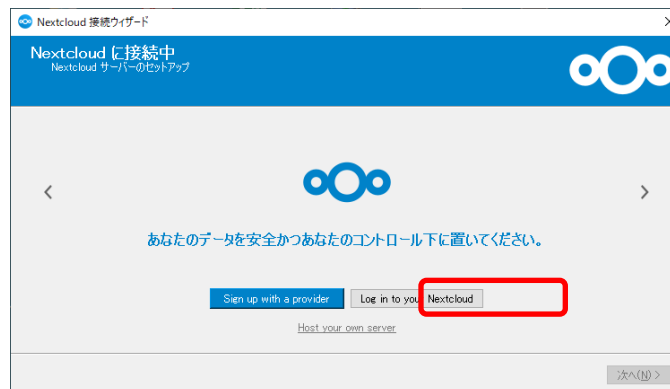 Nextcloud 接続ウィザード
Nextcloud に接続中
Nextcloud サーバーのセットアップ
あなたのデータを安全かつあなたのコントロール下に置いてください。
Sign up with a provider
Log in to you Nextcloud
Host your own server
次へ(N) >